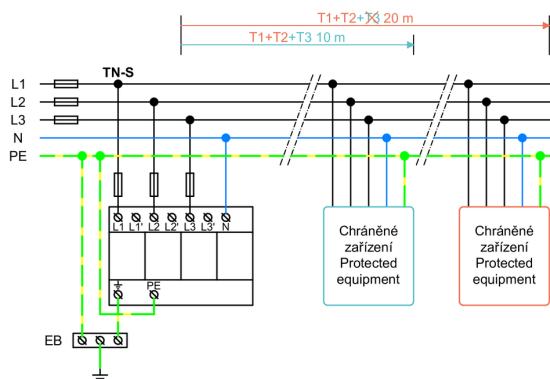 T1+T2+T3 20 m
T1+T2+T3 10 m
TN-S
L1
L2
L3
N
PE
L1 L1' L2 L2' L3 L3' N
PE
Chráněné
zařízení
Protected
equipment
Chráněné
zařízení
Protected
equipment
EB